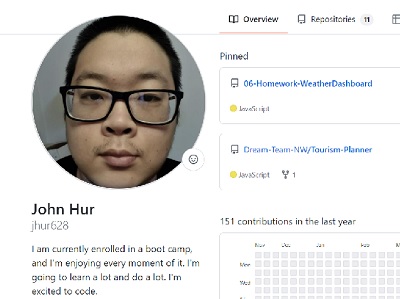 Overview
Repositories 11
Pinned
06-Homework-WeatherDashboard
JavaScript
Dream-Team-NW/Tourism-Planner
JavaScript 1
John Hur
jhur628
I am currently enrolled in a boot camp,
and I'm enjoying every moment of it. I'm
going to learn a lot and do a lot. I'm
excited to code.
151 contributions in the last year
Nov Dec Jan Feb Mar
Mon
Wed
Fri